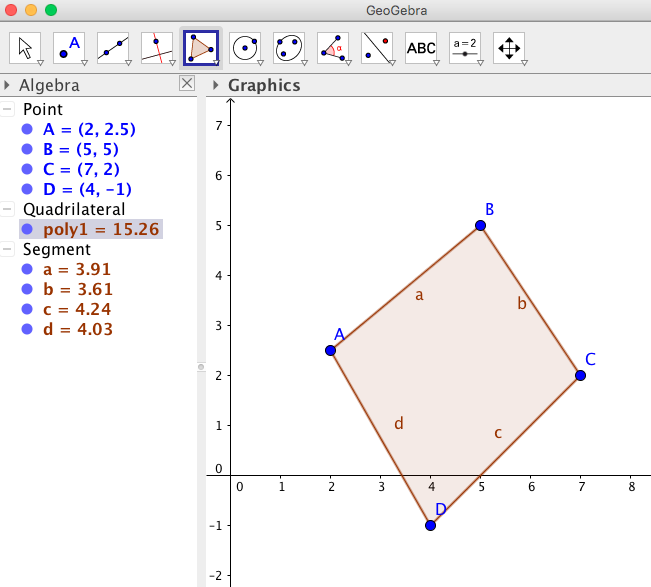 GeoGebra
A
α
ABC
a=2
Algebra
Graphics
Point
A = (2, 2.5)
B = (5, 5)
C = (7, 2)
D = (4, -1)
Quadrilateral
poly1 = 15.26
Segment
a = 3.91
b = 3.61
c = 4.24
d = 4.03
7
6
B
5
4
a
b
3
A
C
2
d
c
1
0
0 1 2 3 4 5 6 7 8
D
-1
-2